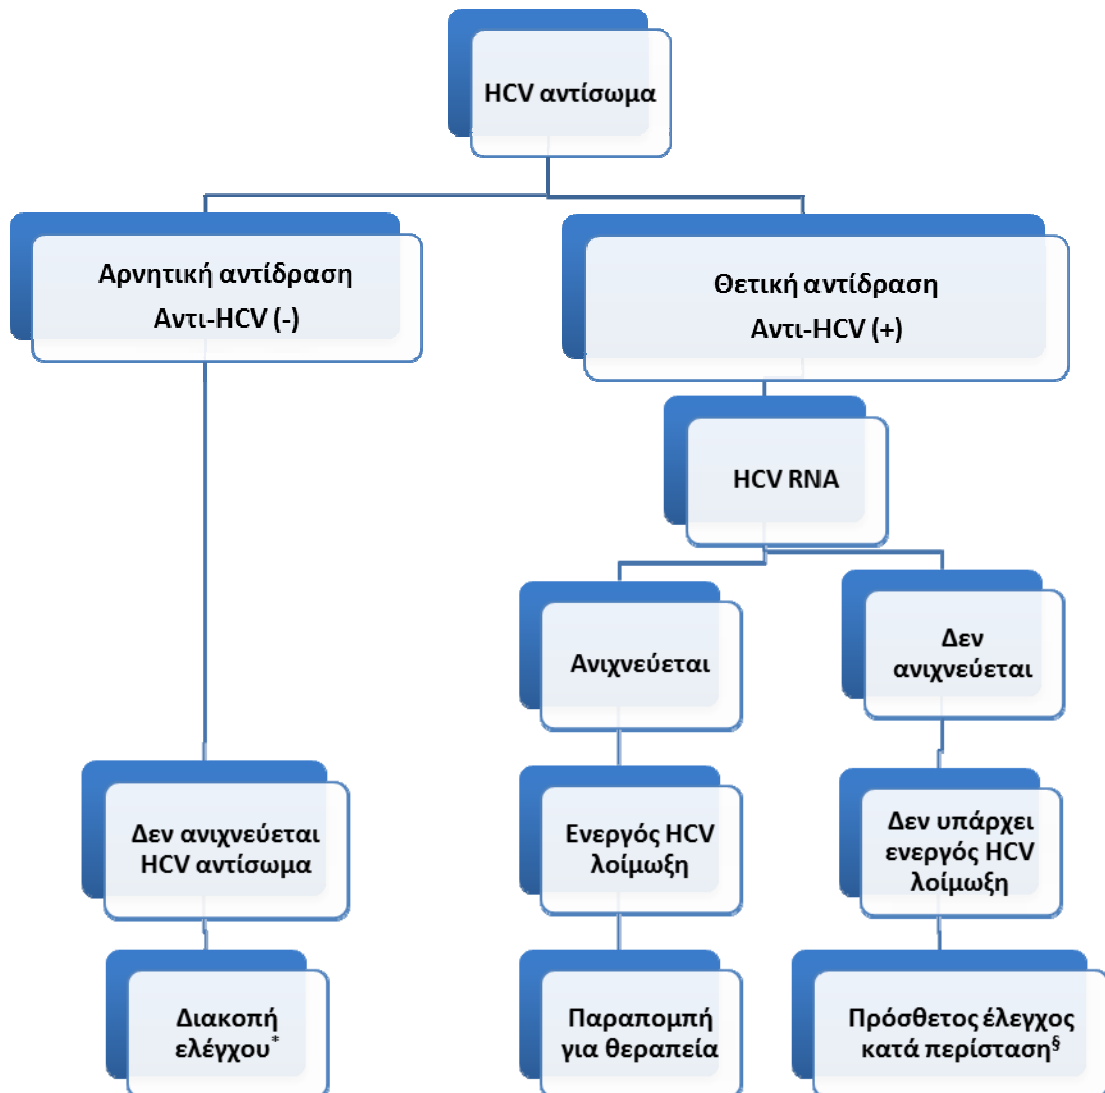 HCV αντίσωμα
Αρνητική αντίδραση
Αντι-HCV (-)
Θετική αντίδραση
Αντι-HCV (+)
HCV RNA
Ανιχνεύεται
Δεν
ανιχνεύεται
Δεν ανιχνεύεται
HCV αντίσωμα
Ενεργός HCV
λοίμωξη
Δεν υπάρχει
ενεργός HCV
λοίμωξη
Διακοπή
ελέγχου*
Παραπομπή
για θεραπεία
Πρόσθετος έλεγχος
κατά περίσταση§